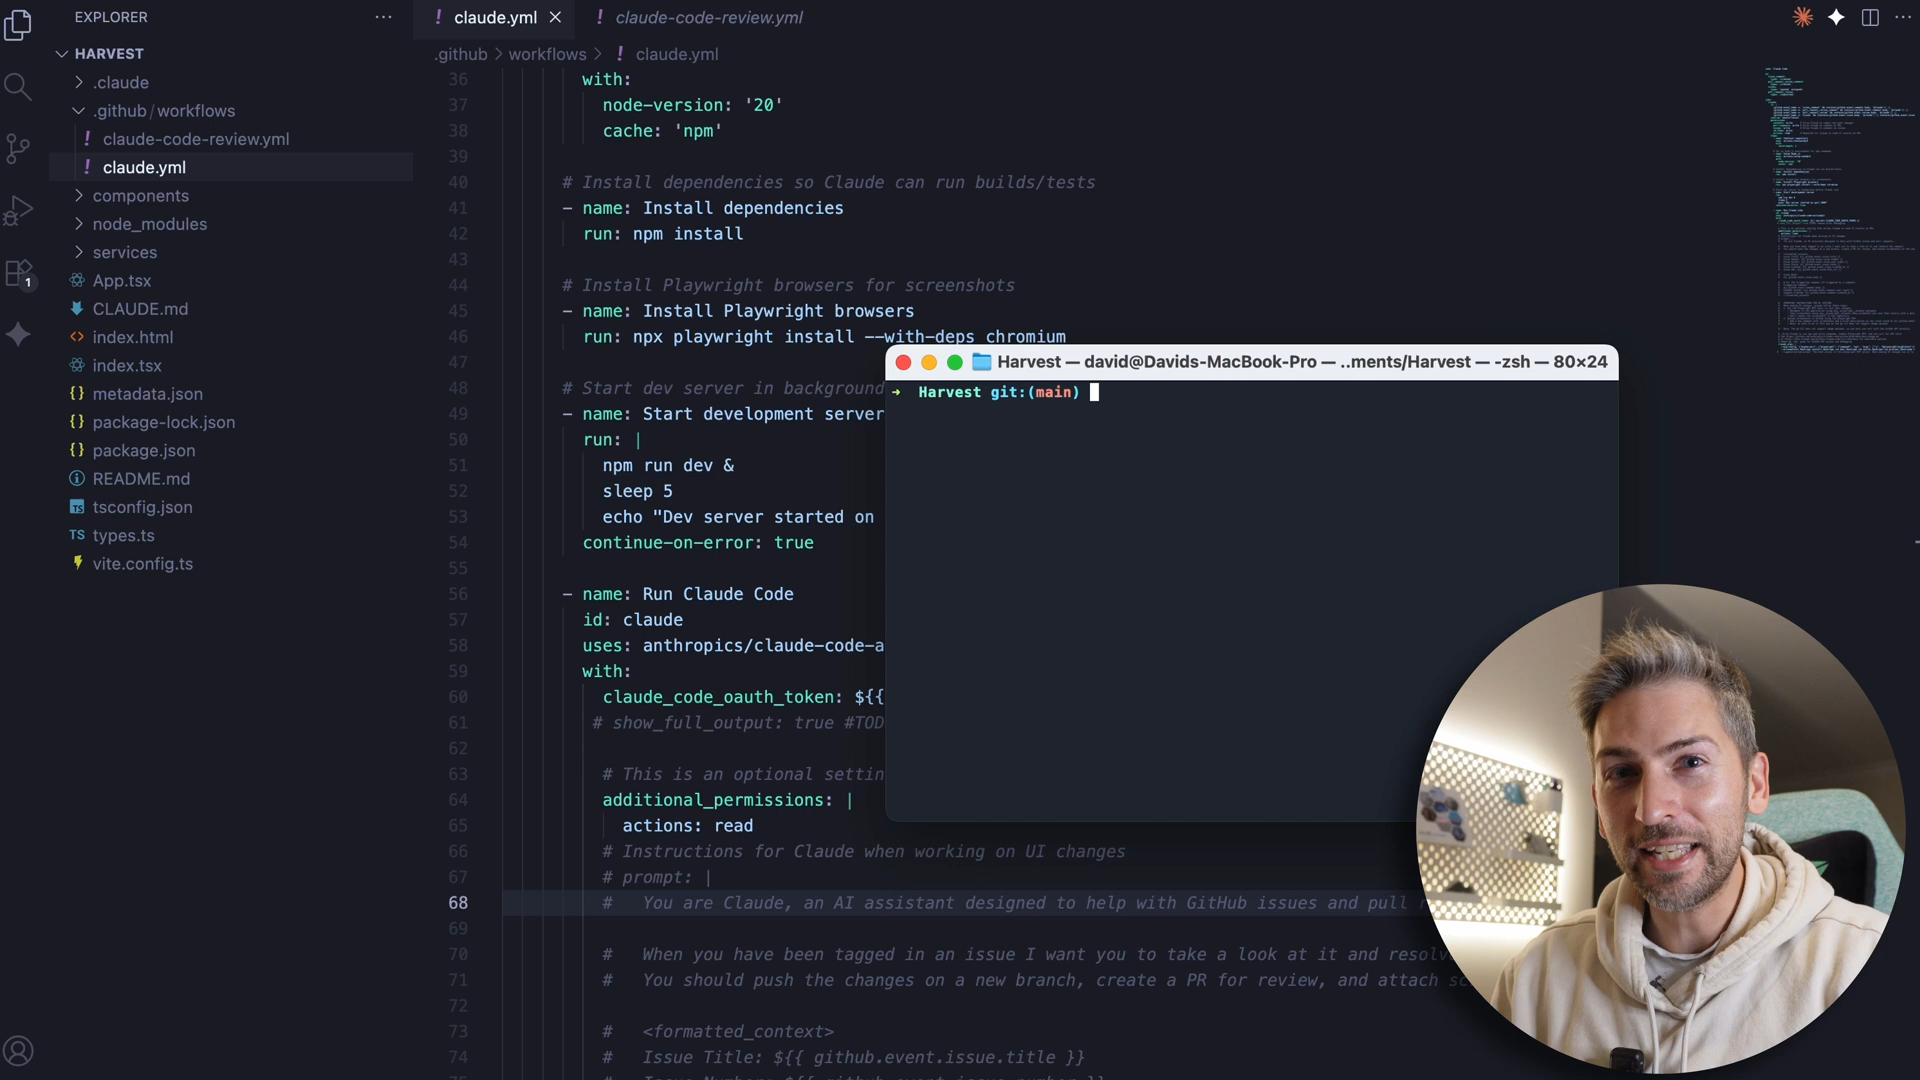 EXPLORER
HARVEST
.claude
.github/workflows
claude-code-review.yml
claude.yml
components
node_modules
services
App.tsx
CLAUDE.md
index.html
index.tsx
metadata.json
package-lock.json
package.json
README.md
tsconfig.json
TS types.ts
vite.config.ts
1
! claude.yml
! claude-code-review.yml
.github > workflows > ! claude.yml
36 with:
37 node-version: '20'
38 cache: 'npm'
39
40 # Install dependencies so Claude can run builds/tests
41 - name: Install dependencies
42 run: npm install
43
44 # Install Playwright browsers for screenshots
45 - name: Install Playwright browsers
46 run: npx playwright install --with-deps chromium
47
48 # Start dev server in background
49 - name: Start development server
50 run: |
51 npm run dev &
52 sleep 5
53 echo "Dev server started on
54 continue-on-error: true
55
56 - name: Run Claude Code
57 id: claude
58 uses: anthropics/claude-code-a
59 with:
60 claude_code_oauth_token: ${{
61 # show_full_output: true #TOD
62
63 # This is an optional settin
64 additional_permissions: |
65 actions: read
66 # Instructions for Claude when working on UI changes
67 # prompt: |
68 # You are Claude, an AI assistant designed to help with GitHub issues and pull
69
70 # When you have been tagged in an issue I want you to take a look at it and resolv
71 # You should push the changes on a new branch, create a PR for review, and attach sc
72
73 # <formatted_context>
74 # Issue Title: ${{ github.event.issue.title }}
Harvest — david@Davids-MacBook-Pro — ..ments/Harvest — -zsh — 80×24
➜ Harvest git:(main)